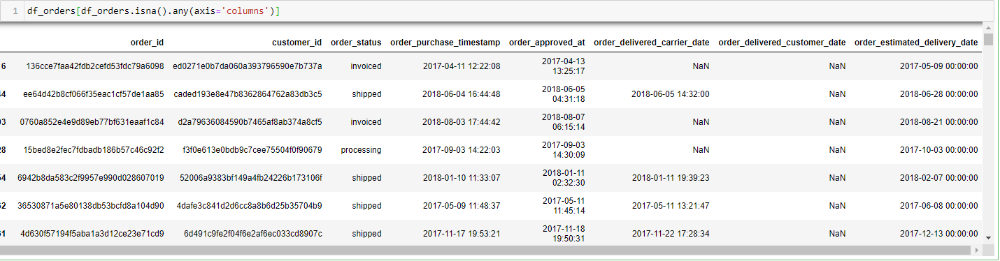 1 df_orders[df_orders.isna().any(axis='columns')]
order_id customer_id order_status order_purchase_timestamp order_approved_at order_delivered_carrier_date order_delivered_customer_date order_estimated_delivery_date
6 136cce7faa42fdb2cefd53fdc79a6098 ed0271e0b7da060a393796590e7b737a invoiced 2017-04-11 12:22:08 2017-04-13 13:25:17 NaN NaN 2017-05-09 00:00:00
44 ee64d42b8cf066f35eac1cf57de1aa85 caded193e8e47b8362864762a83db3c5 shipped 2018-06-04 16:44:48 2018-06-05 04:31:18 2018-06-05 14:32:00 NaN 2018-06-28 00:00:00
03 0760a852e4e9d89eb77bf631eaaf1c84 d2a79636084590b7465af8ab374a8cf5 invoiced 2018-08-03 17:44:42 2018-08-07 06:15:14 NaN NaN 2018-08-21 00:00:00
28 15bed8e2fec7fdbadb186b57c46c92f2 f3f0e613e0bdb9c7cee75504f0f90679 processing 2017-09-03 14:22:03 2017-09-03 14:30:09 NaN NaN 2017-10-03 00:00:00
54 6942b8da583c2f9957e990d028607019 52006a9383bf149a4fb24226b173106f shipped 2018-01-10 11:33:07 2018-01-11 02:32:30 2018-01-11 19:39:23 NaN 2018-02-07 00:00:00
62 36530871a5e80138db53bcfd8a104d90 4dafe3c841d2d6cc8a8b6d25b35704b9 shipped 2017-05-09 11:48:37 2017-05-11 11:45:14 2017-05-11 13:21:47 NaN 2017-06-08 00:00:00
31 4d630f57194f5aba1a3d12ce23e71cd9 6d491c9fe2f04f6e2af6ec033cd8907c shipped 2017-11-17 19:53:21 2017-11-18 19:50:31 2017-11-22 17:28:34 NaN 2017-12-13 00:00:00